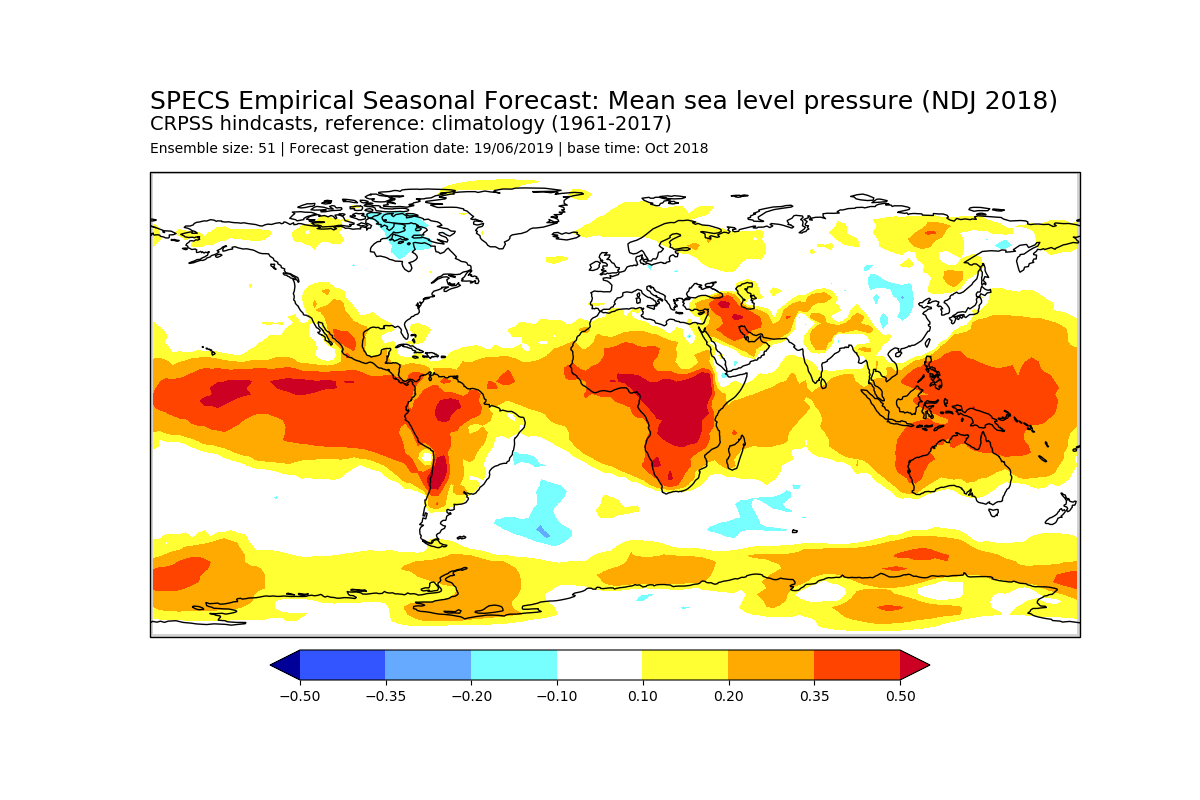 SPECS Empirical Seasonal Forecast: Mean sea level pressure (NDJ 2018)
CRPSS hindcasts, reference: climatology (1961-2017)
Ensemble size: 51 | Forecast generation date: 19/06/2019 | base time: Oct 2018
−0.50 −0.35 −0.20 −0.10 0.10 0.20 0.35 0.50